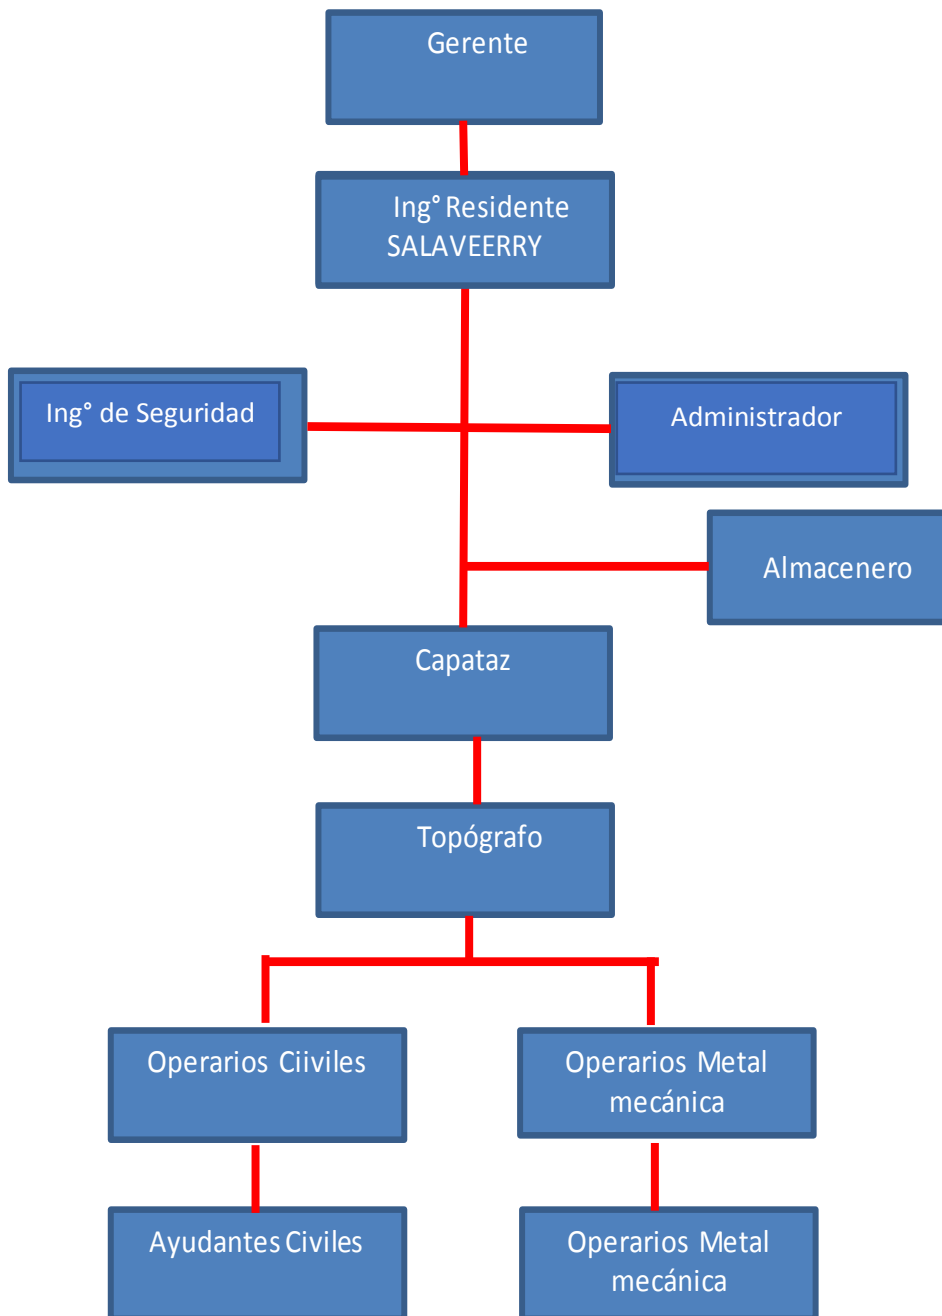 Gerente
Ing° Residente
SALAVEERRY
Ing° de Seguridad
Administrador
Almacenero
Capataz
Topógrafo
Operarios Ciiviles
Operarios Metal
mecánica
Ayudantes Civiles
Operarios Metal
mecánica